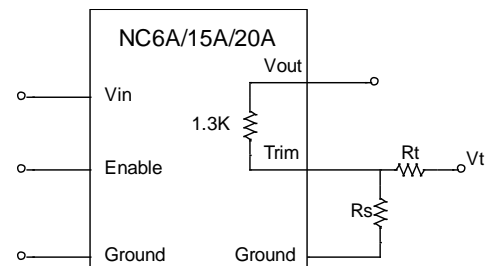 NC6A/15A/20A
Vout
Vin
1.3K
Trim
Rt
Vt
Enable
Rs
Ground
Ground